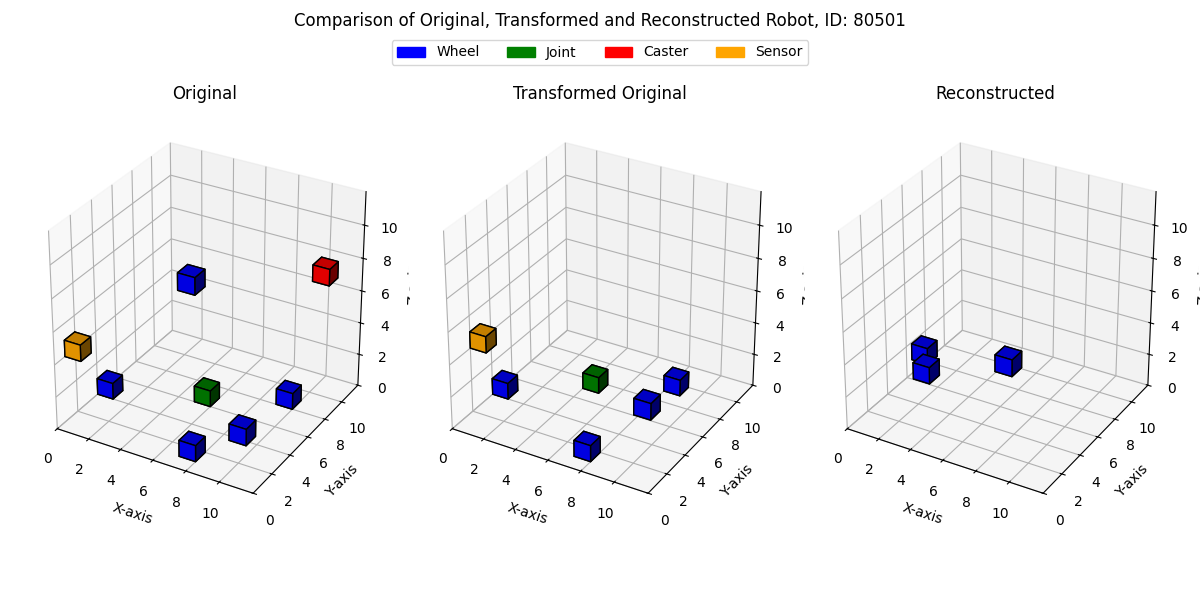 Comparison of Original, Transformed and Reconstructed Robot, ID: 80501
Wheel Joint Caster Sensor
Original
Transformed Original
Reconstructed
0 2 4 6 8 10
X-axis
0 2 4 6 8 10
Y-axis
0 2 4 6 8 10
0 2 4 6 8 10
X-axis
0 2 4 6 8 10
Y-axis
0 2 4 6 8 10
0 2 4 6 8 10
X-axis
0 2 4 6 8 10
Y-axis
0 2 4 6 8 10